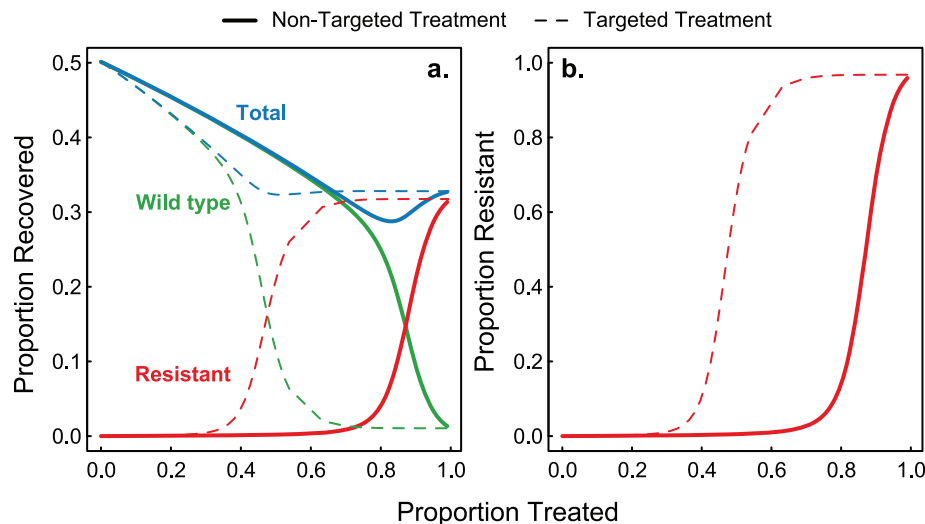 Non-Targeted Treatment Targeted Treatment
a.
b.
Total
Wild type
Resistant
Proportion Recovered
0.5
0.4
0.3
0.2
0.1
0.0
0.0 0.2 0.4 0.6 0.8 1.0
Proportion Resistant
1.0
0.8
0.6
0.4
0.2
0.0
0.0 0.2 0.4 0.6 0.8 1.0
Proportion Treated